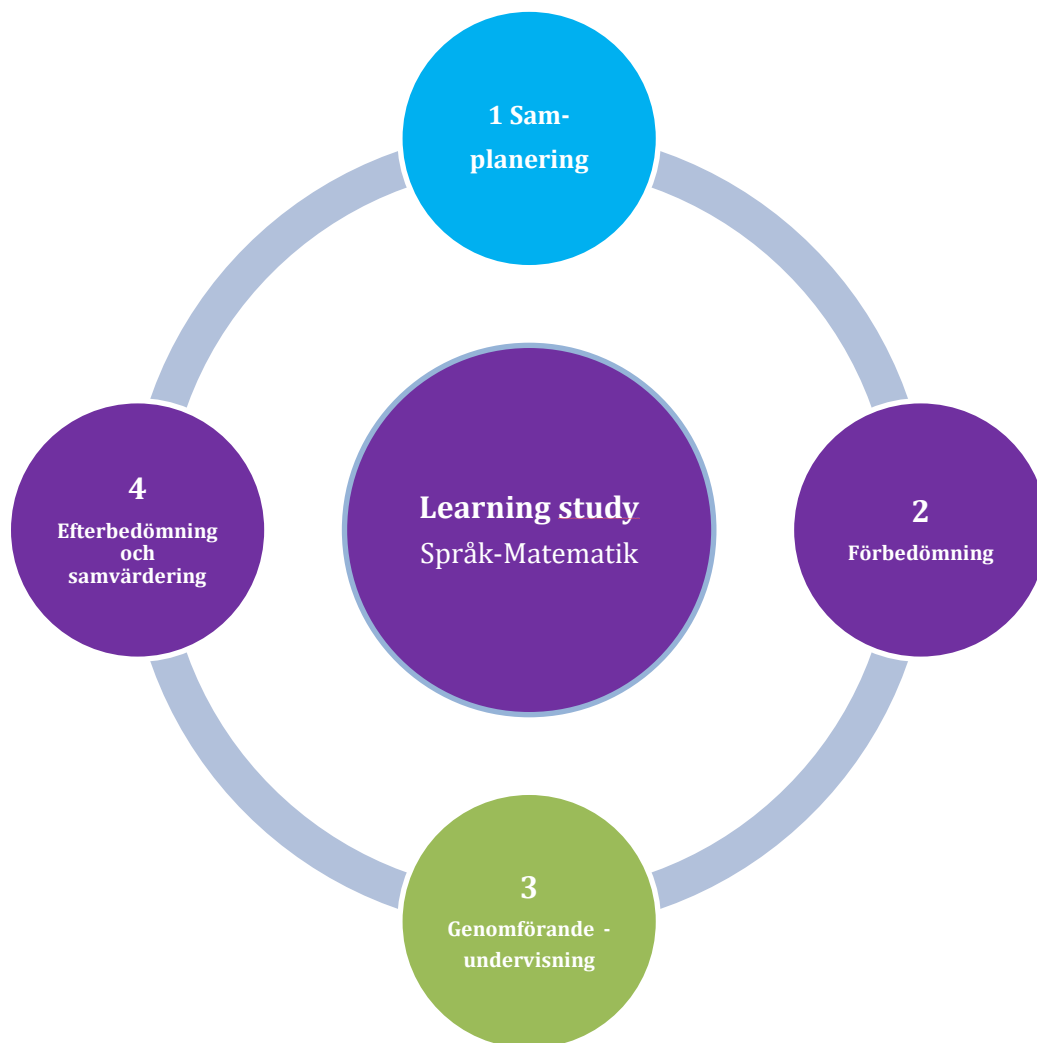 1 Sam-
planering
2
Förbedömning
3
Genomförande -
undervisning
4
Efterbedömning
och
samvärdering
Learning study
Språk-Matematik